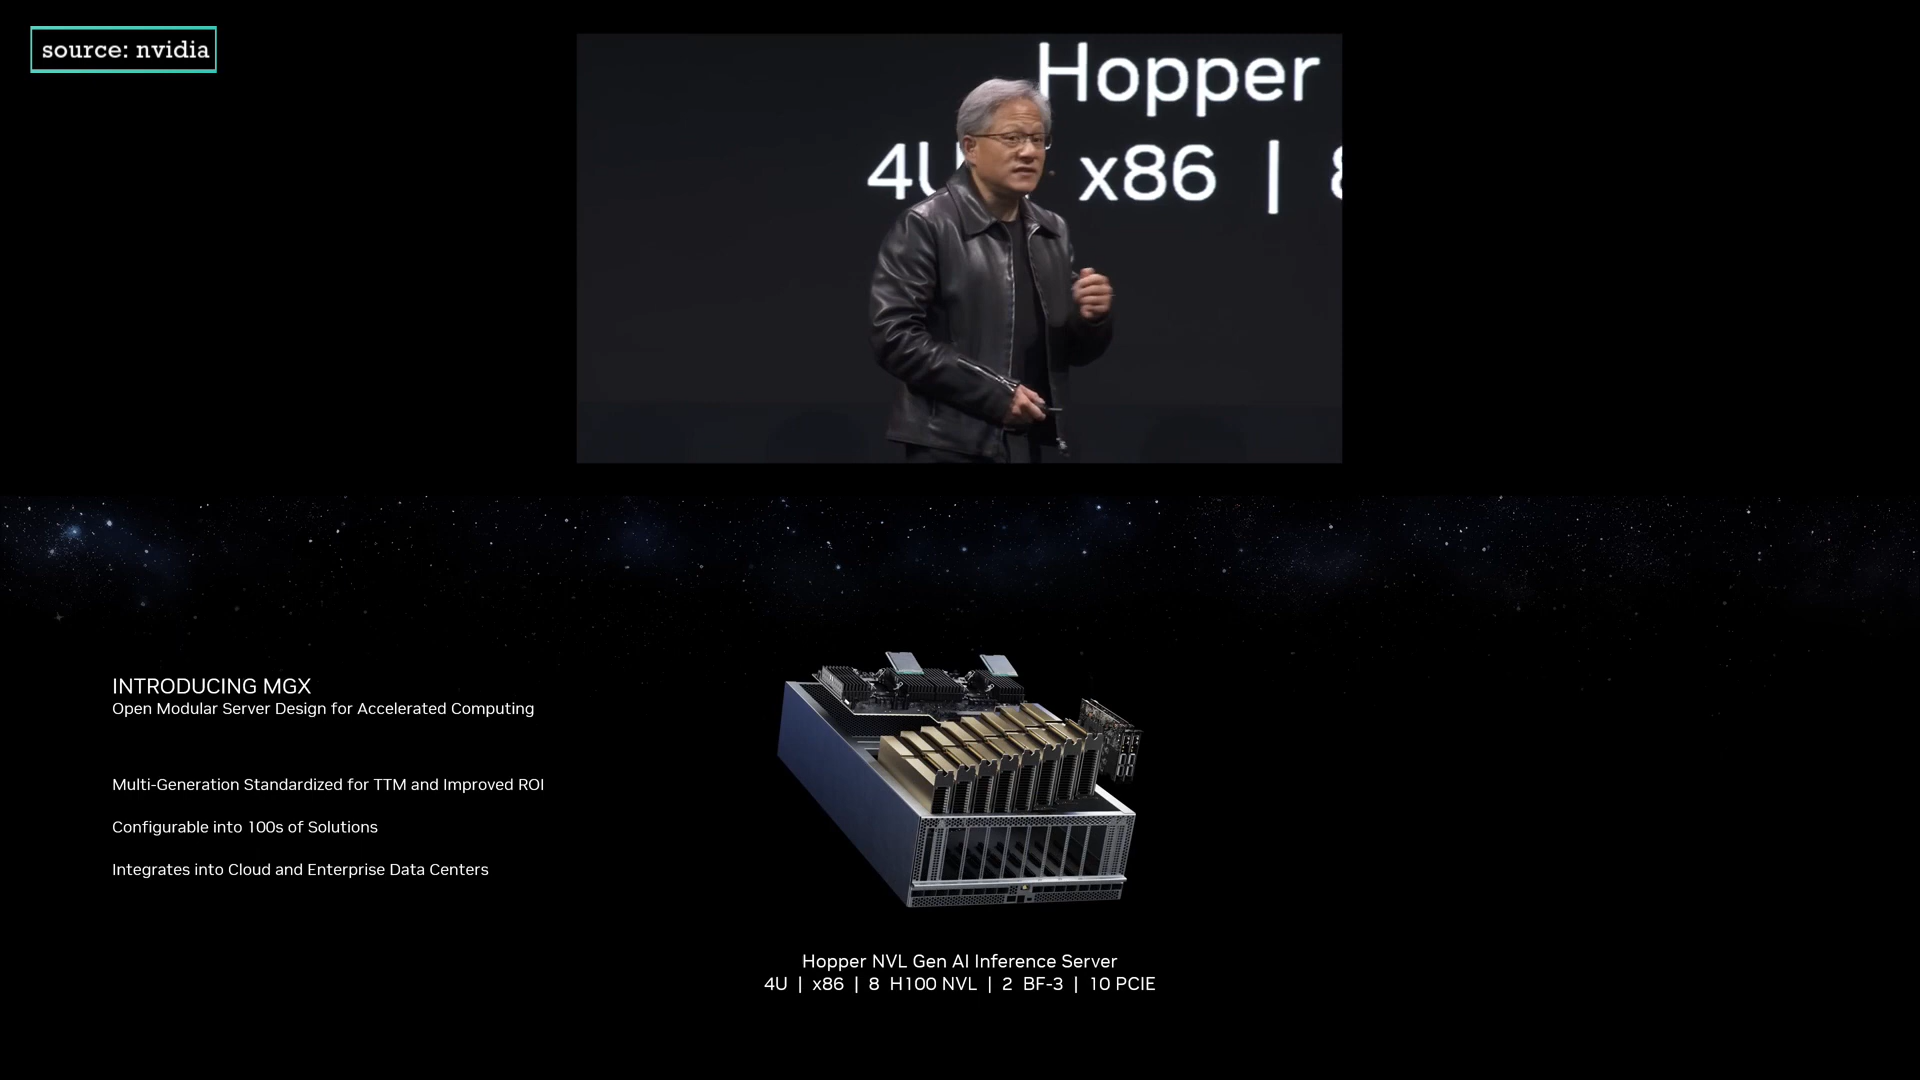 source: nvidia
Hopper
4U x86 |
INTRODUCING MGX
Open Modular Server Design for Accelerated Computing
Multi-Generation Standardized for TTM and Improved ROI
Configurable into 100s of Solutions
Integrates into Cloud and Enterprise Data Centers
Hopper NVL Gen AI Inference Server
4U | x86 | 8 H100 NVL | 2 BF-3 | 10 PCIE